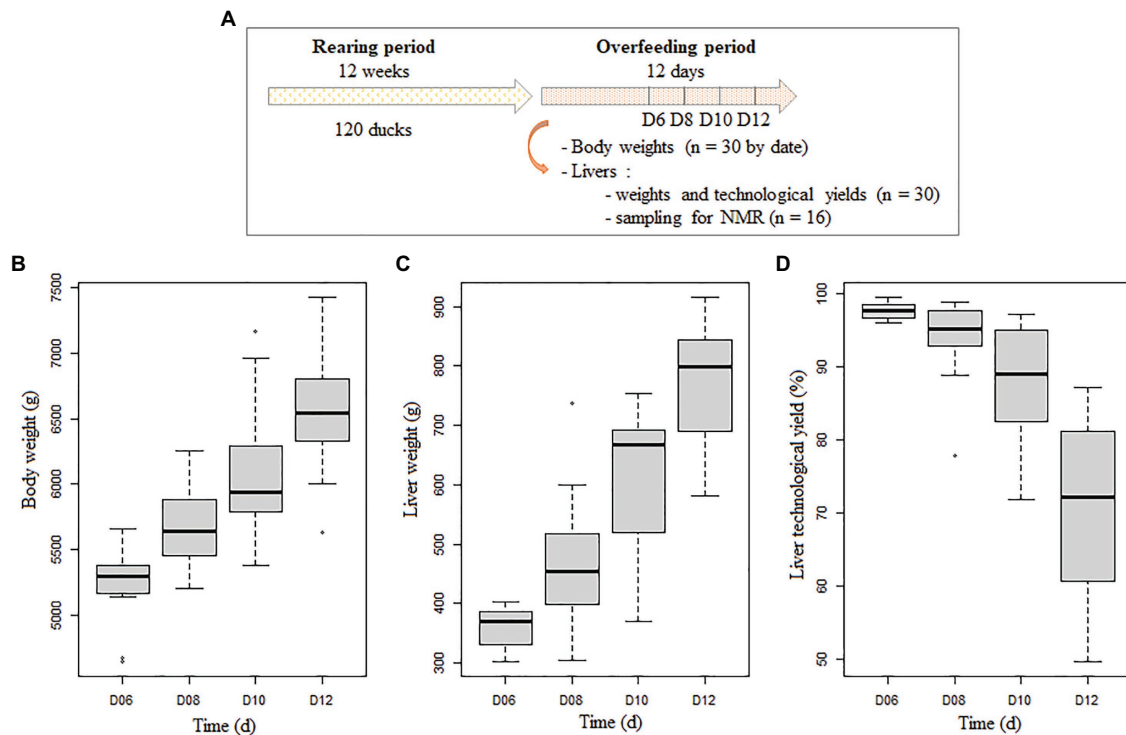 A
Rearing period
12 weeks
120 ducks
Overfeeding period
12 days
D6 D8 D10 D12
- Body weights (n = 30 by date)
- Livers :
- weights and technological yields (n = 30)
- sampling for NMR (n = 16)
B
Body weight (g)
7500
7000
6500
6000
5500
5000
D06 D08 D10 D12
Time (d)
C
Liver weight (g)
900
800
700
600
500
400
300
D06 D08 D10 D12
Time (d)
D
Liver technological yield (%)
100
90
80
70
60
50
D06 D08 D10 D12
Time (d)